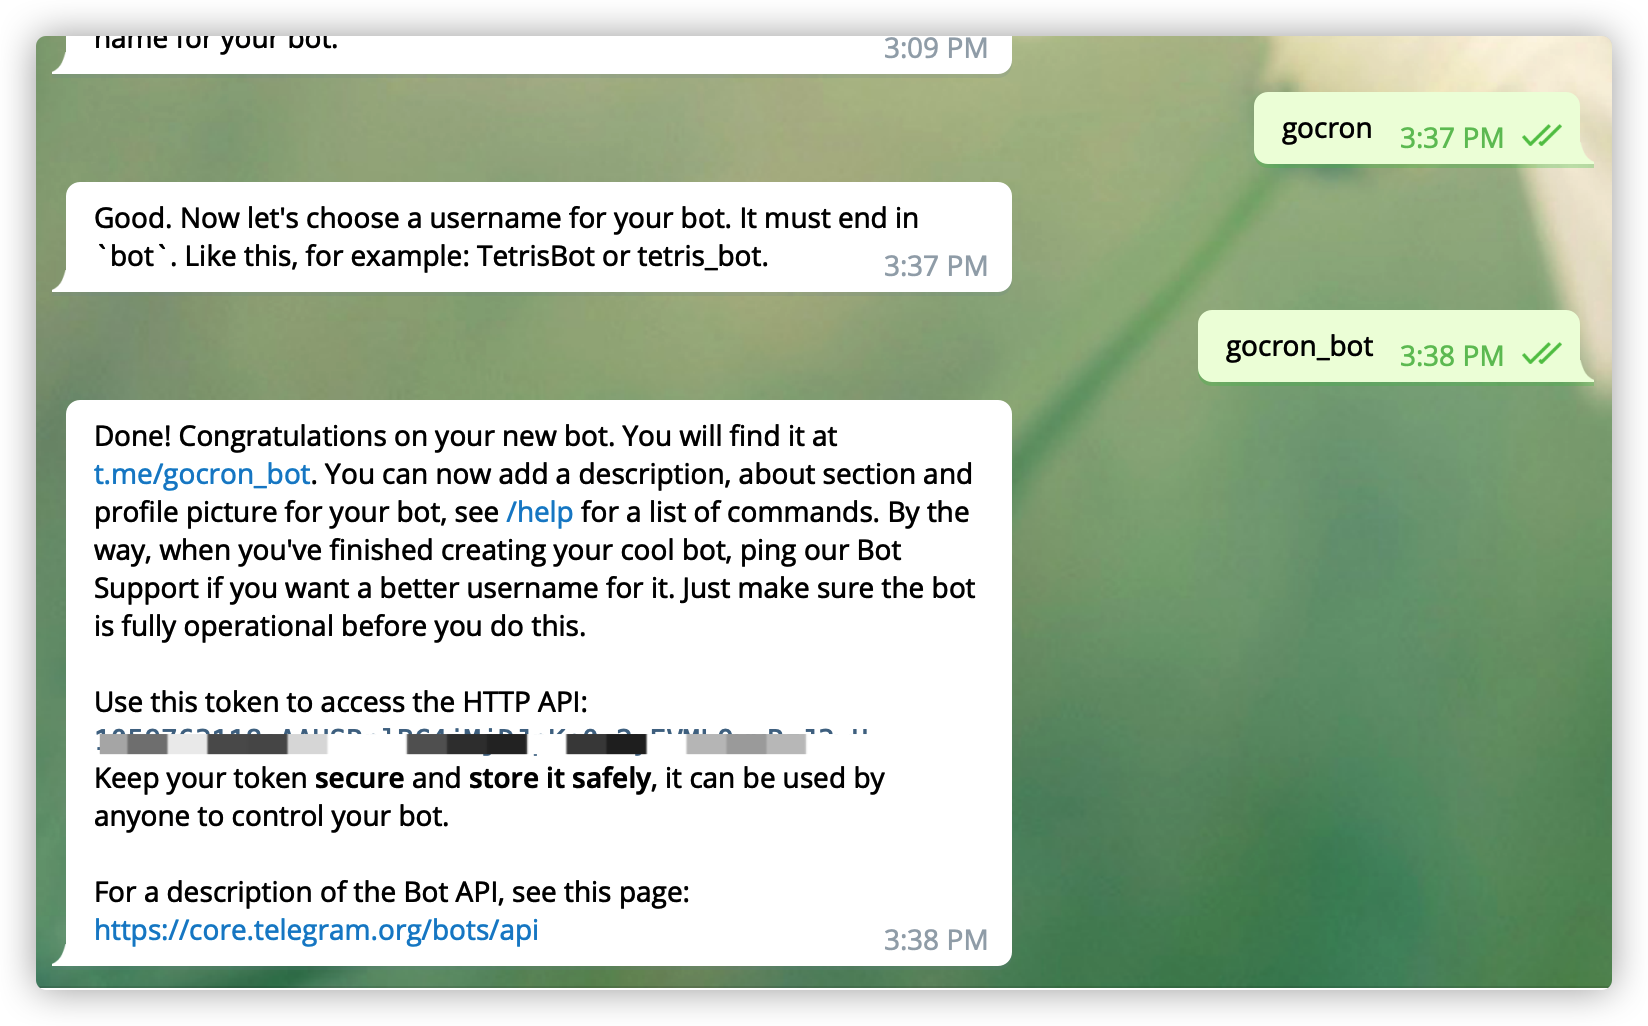 name for your bot.
3:09 PM
gocron 3:37 PM
Good. Now let's choose a username for your bot. It must end in
`bot`. Like this, for example: TetrisBot or tetris_bot.
3:37 PM
gocron_bot 3:38 PM
Done! Congratulations on your new bot. You will find it at
t.me/gocron_bot. You can now add a description, about section and
profile picture for your bot, see /help for a list of commands. By the
way, when you've finished creating your cool bot, ping our Bot
Support if you want a better username for it. Just make sure the bot
is fully operational before you do this.
Use this token to access the HTTP API:
Keep your token secure and store it safely, it can be used by
anyone to control your bot.
For a description of the Bot API, see this page:
https://core.telegram.org/bots/api
3:38 PM